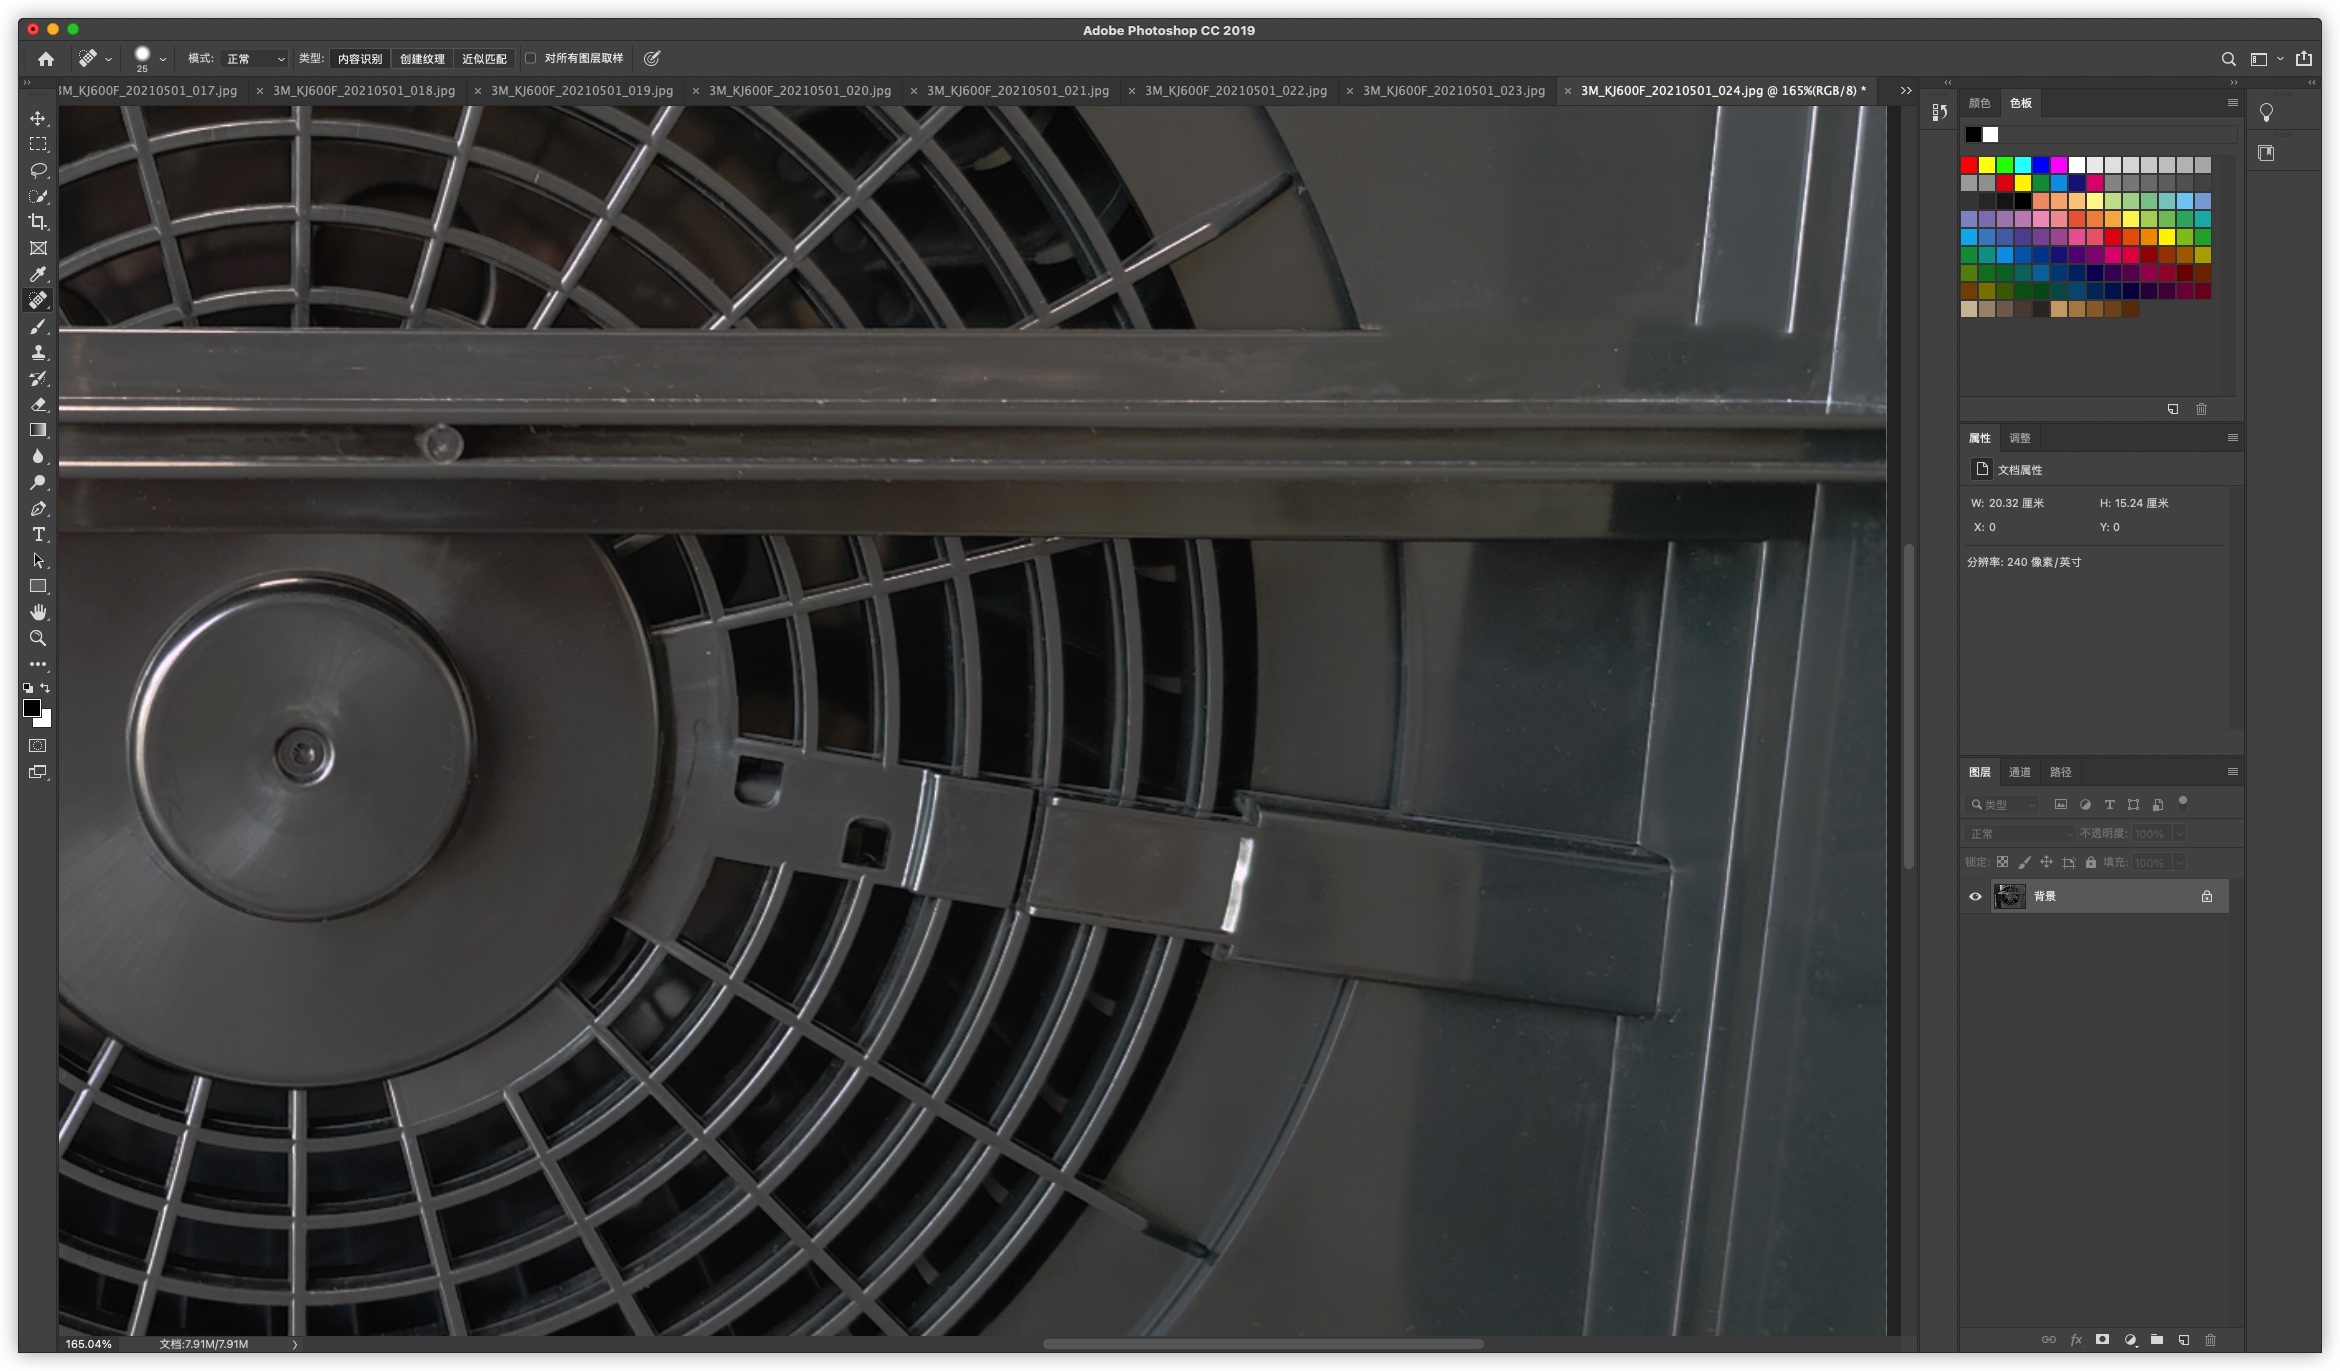 Adobe Photoshop CC 2019
25
模式: 正常 类型: 内容识别 创建纹理 近似匹配 对所有图层取样
3M_KJ600F_20210501_017.jpg × 3M_KJ600F_20210501_018.jpg × 3M_KJ600F_20210501_019.jpg × 3M_KJ600F_20210501_020.jpg × 3M_KJ600F_20210501_021.jpg × 3M_KJ600F_20210501_022.jpg × 3M_KJ600F_20210501_023.jpg × 3M_KJ600F_20210501_024.jpg @ 165%(RGB/8) *
颜色 色板
属性 调整
文档属性
W: 20.32 厘米 H: 15.24 厘米
X: 0 Y: 0
分辨率: 240 像素/英寸
图层 通道 路径
类型
正常 不透明度: 100%
锁定: 填充: 100%
背景
165.04% 文档:7.91M/7.91M